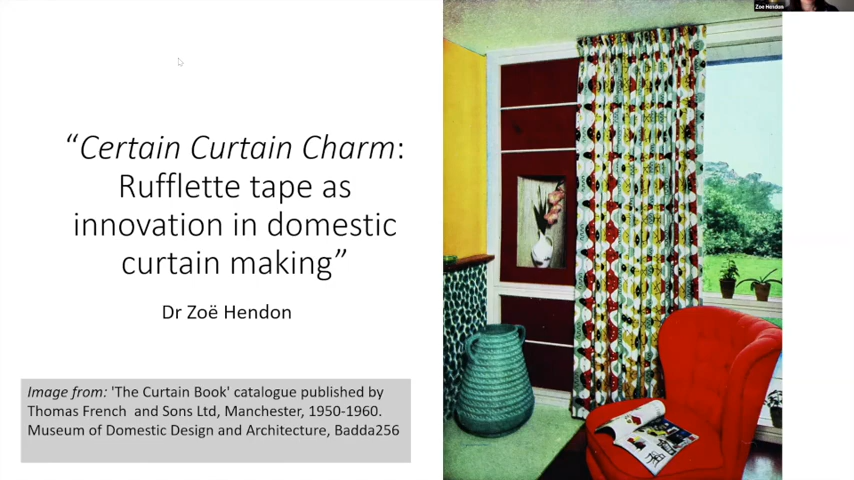 Zoe Hendon
“Certain Curtain Charm:
Rufflette tape as
innovation in domestic
curtain making”
Dr Zoë Hendon
Image from: 'The Curtain Book' catalogue published by
Thomas French and Sons Ltd, Manchester, 1950-1960.
Museum of Domestic Design and Architecture, Badda256